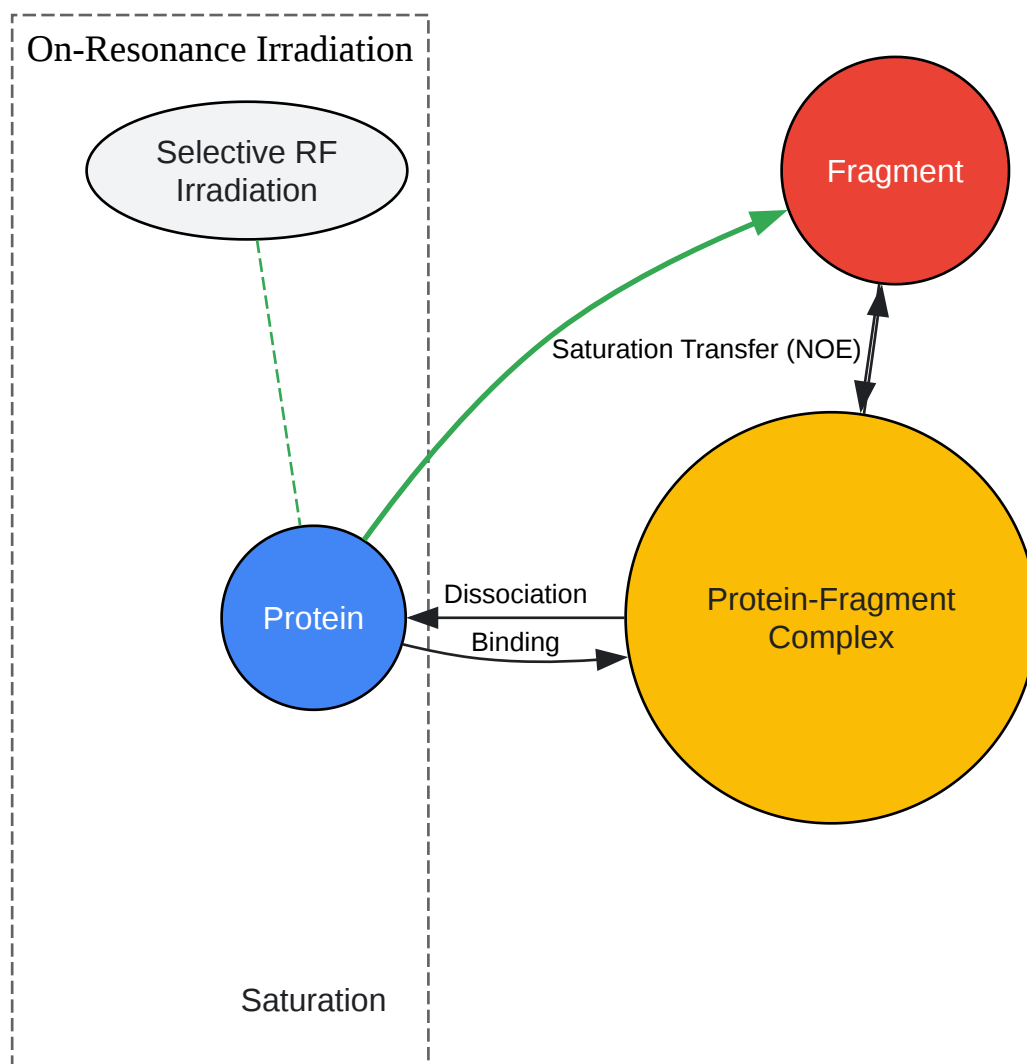 On-Resonance Irradiation
Selective RF
Irradiation
Fragment
Saturation Transfer (NOE)
Dissociation
Protein
Binding
Protein-Fragment
Complex
Saturation